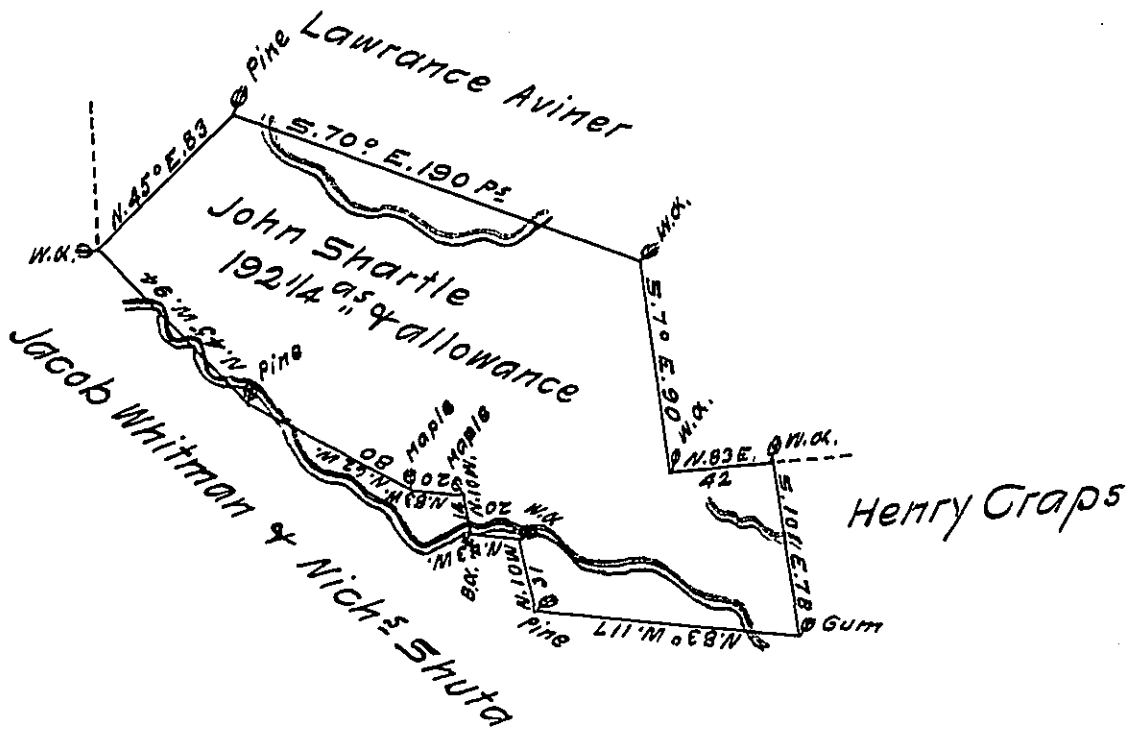 Pine
Lawrance Aviner
N.45° E.83
S.70° E.190 Ps
W.α.
W.α.
John Shartle
192 1/4 as & allowance
S.7° E.90
N.45 W.94
Pine
Jacob Whitman & Nichs Shuta
N.62 W.
80
Maple
Maple
N.83 W.
20
N.10 W.
W.α.
N.83 E.
42
W.α.
S.10 E.78
Henry Craps
20
W.α
N.83 W.
B.α.
N.10 W
31
Pine
N.83° W.117
Gum